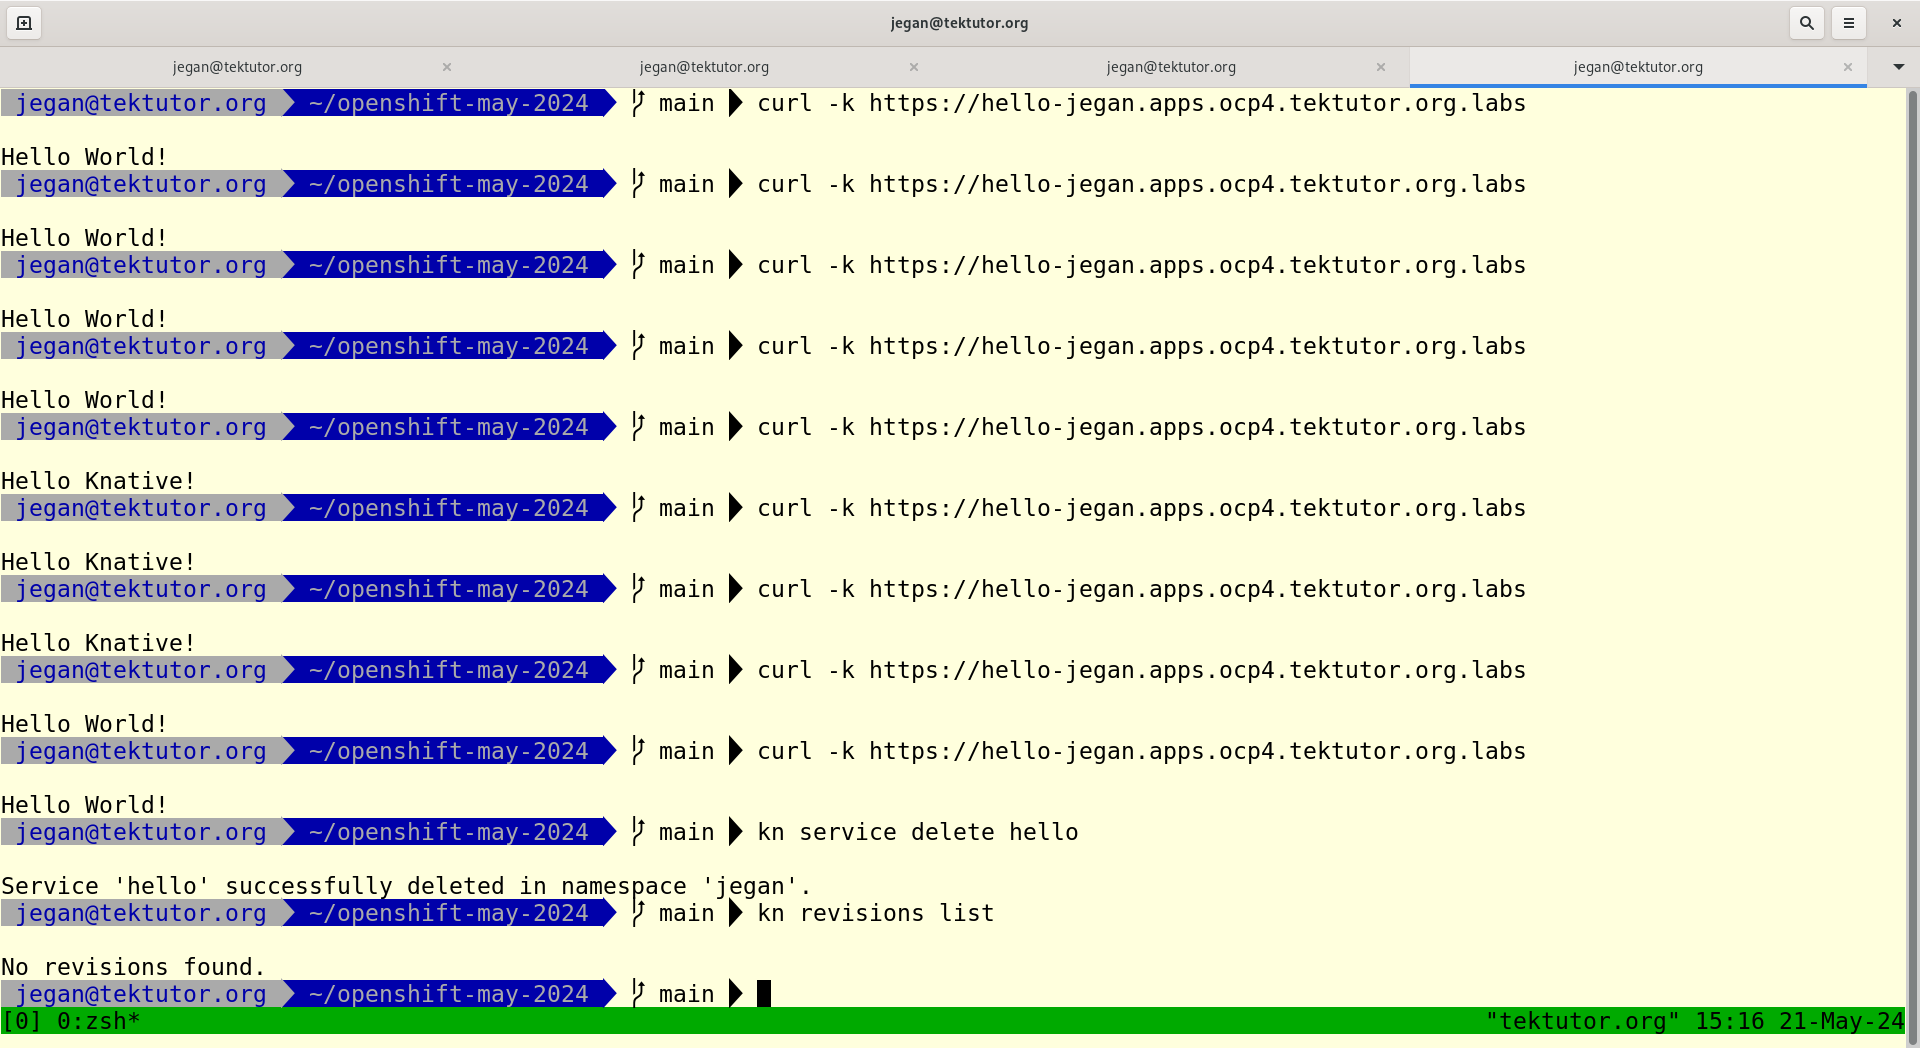 jegan@tektutor.org
jegan@tektutor.org jegan@tektutor.org jegan@tektutor.org jegan@tektutor.org
jegan@tektutor.org ~/openshift-may-2024 main curl -k https://hello-jegan.apps.ocp4.tektutor.org.labs
Hello World!
jegan@tektutor.org ~/openshift-may-2024 main curl -k https://hello-jegan.apps.ocp4.tektutor.org.labs
Hello World!
jegan@tektutor.org ~/openshift-may-2024 main curl -k https://hello-jegan.apps.ocp4.tektutor.org.labs
Hello World!
jegan@tektutor.org ~/openshift-may-2024 main curl -k https://hello-jegan.apps.ocp4.tektutor.org.labs
Hello World!
jegan@tektutor.org ~/openshift-may-2024 main curl -k https://hello-jegan.apps.ocp4.tektutor.org.labs
Hello Knative!
jegan@tektutor.org ~/openshift-may-2024 main curl -k https://hello-jegan.apps.ocp4.tektutor.org.labs
Hello Knative!
jegan@tektutor.org ~/openshift-may-2024 main curl -k https://hello-jegan.apps.ocp4.tektutor.org.labs
Hello Knative!
jegan@tektutor.org ~/openshift-may-2024 main curl -k https://hello-jegan.apps.ocp4.tektutor.org.labs
Hello World!
jegan@tektutor.org ~/openshift-may-2024 main curl -k https://hello-jegan.apps.ocp4.tektutor.org.labs
Hello World!
jegan@tektutor.org ~/openshift-may-2024 main kn service delete hello
Service 'hello' successfully deleted in namespace 'jegan'.
jegan@tektutor.org ~/openshift-may-2024 main kn revisions list
No revisions found.
jegan@tektutor.org ~/openshift-may-2024 main
[0] 0:zsh* "tektutor.org" 15:16 21-May-24